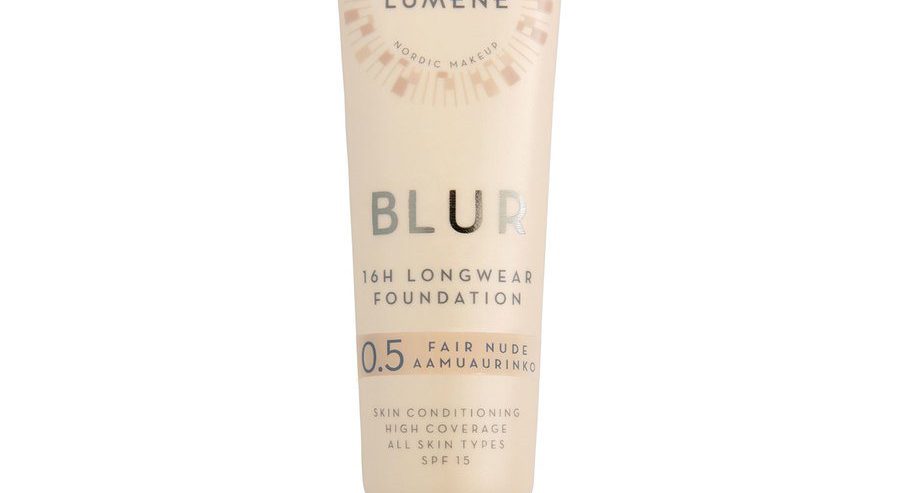 LUMENE
NORDIC MAKEUP
BLUR
16H LONGWEAR
FOUNDATION
0.5 FAIR NUDE
AAMUAURINKO
SKIN CONDITIONING
HIGH COVERAGE
ALL SKIN TYPES
SPF 15